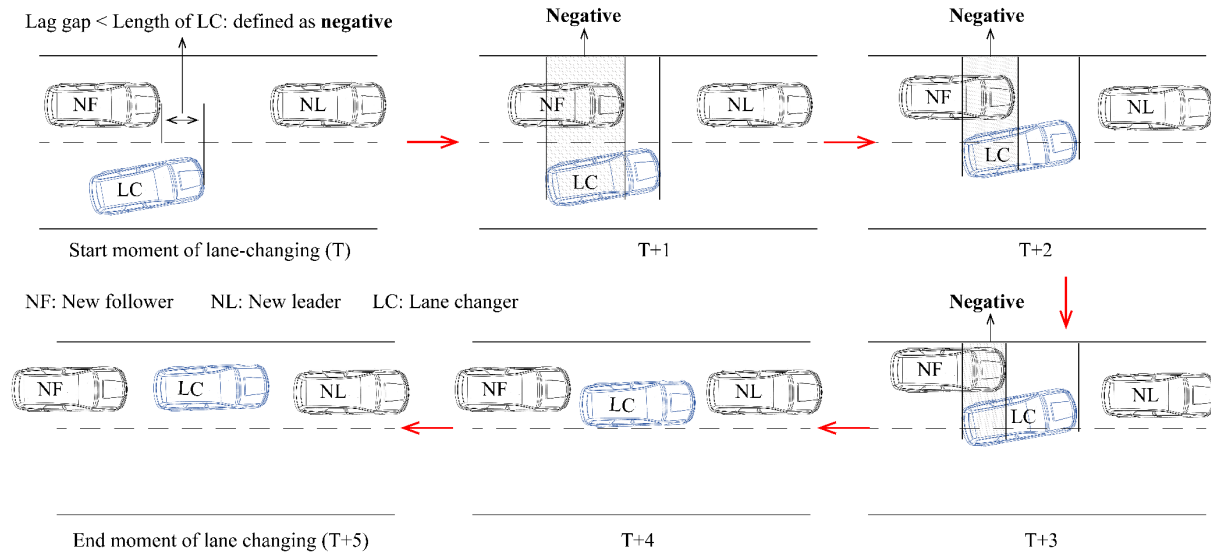 Lag gap < Length of LC: defined as negative
Negative
Negative
NF
NL
LC
NF
NL
LC
NF
NL
LC
Start moment of lane-changing (T)
T+1
T+2
NF: New follower NL: New leader LC: Lane changer
Negative
NF
LC
NL
NF
LC
NL
NF
LC
NL
End moment of lane changing (T+5)
T+4
T+3